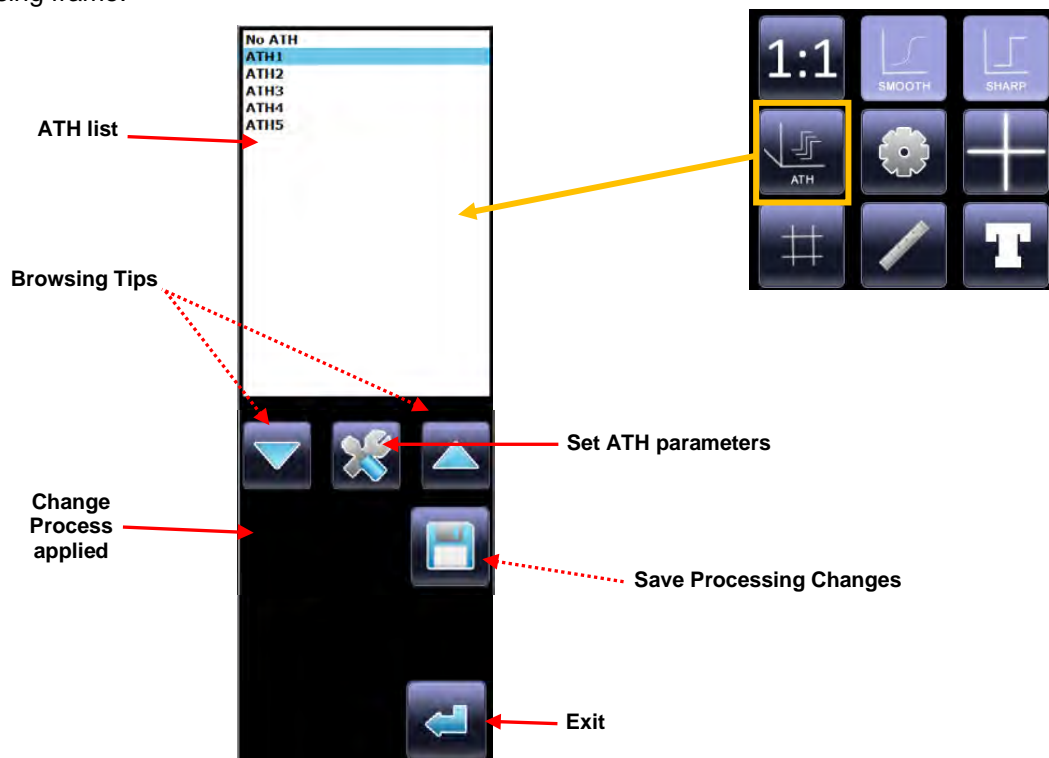 sing frame.
No ATH
ATH1
ATH2
ATH3
ATH4
ATH5
ATH list
1:1
SMOOTH
SHARP
ATH
T
Browsing Tips
Set ATH parameters
Change
Process
applied
Save Processing Changes
Exit